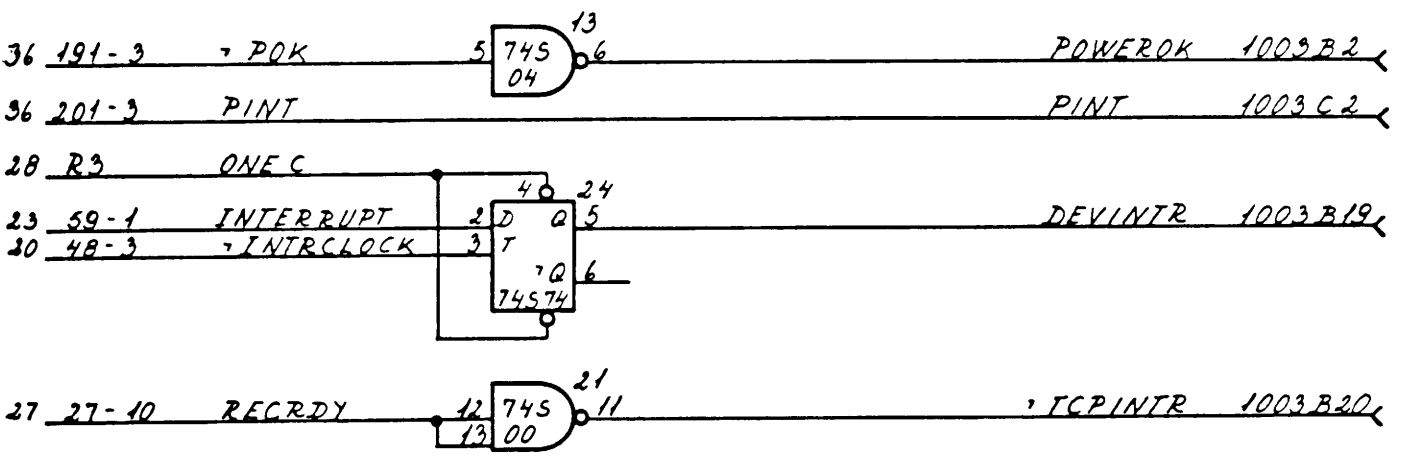 13
36 191-3 ¬POK 5 74S 6 POWEROK 1003B2
04
36 201-3 PINT PINT 1003C2
28 R3 ONE C
4 24
23 59-1 INTERRUPT 2 D Q 5 DEVINTR 1003B19
20 48-3 ¬INTRCLOCK 3 T
¬Q 6
74S74
21
27 27-10 RECRDY 12 74S 11 ¬TCPINTR 1003B20
13 00